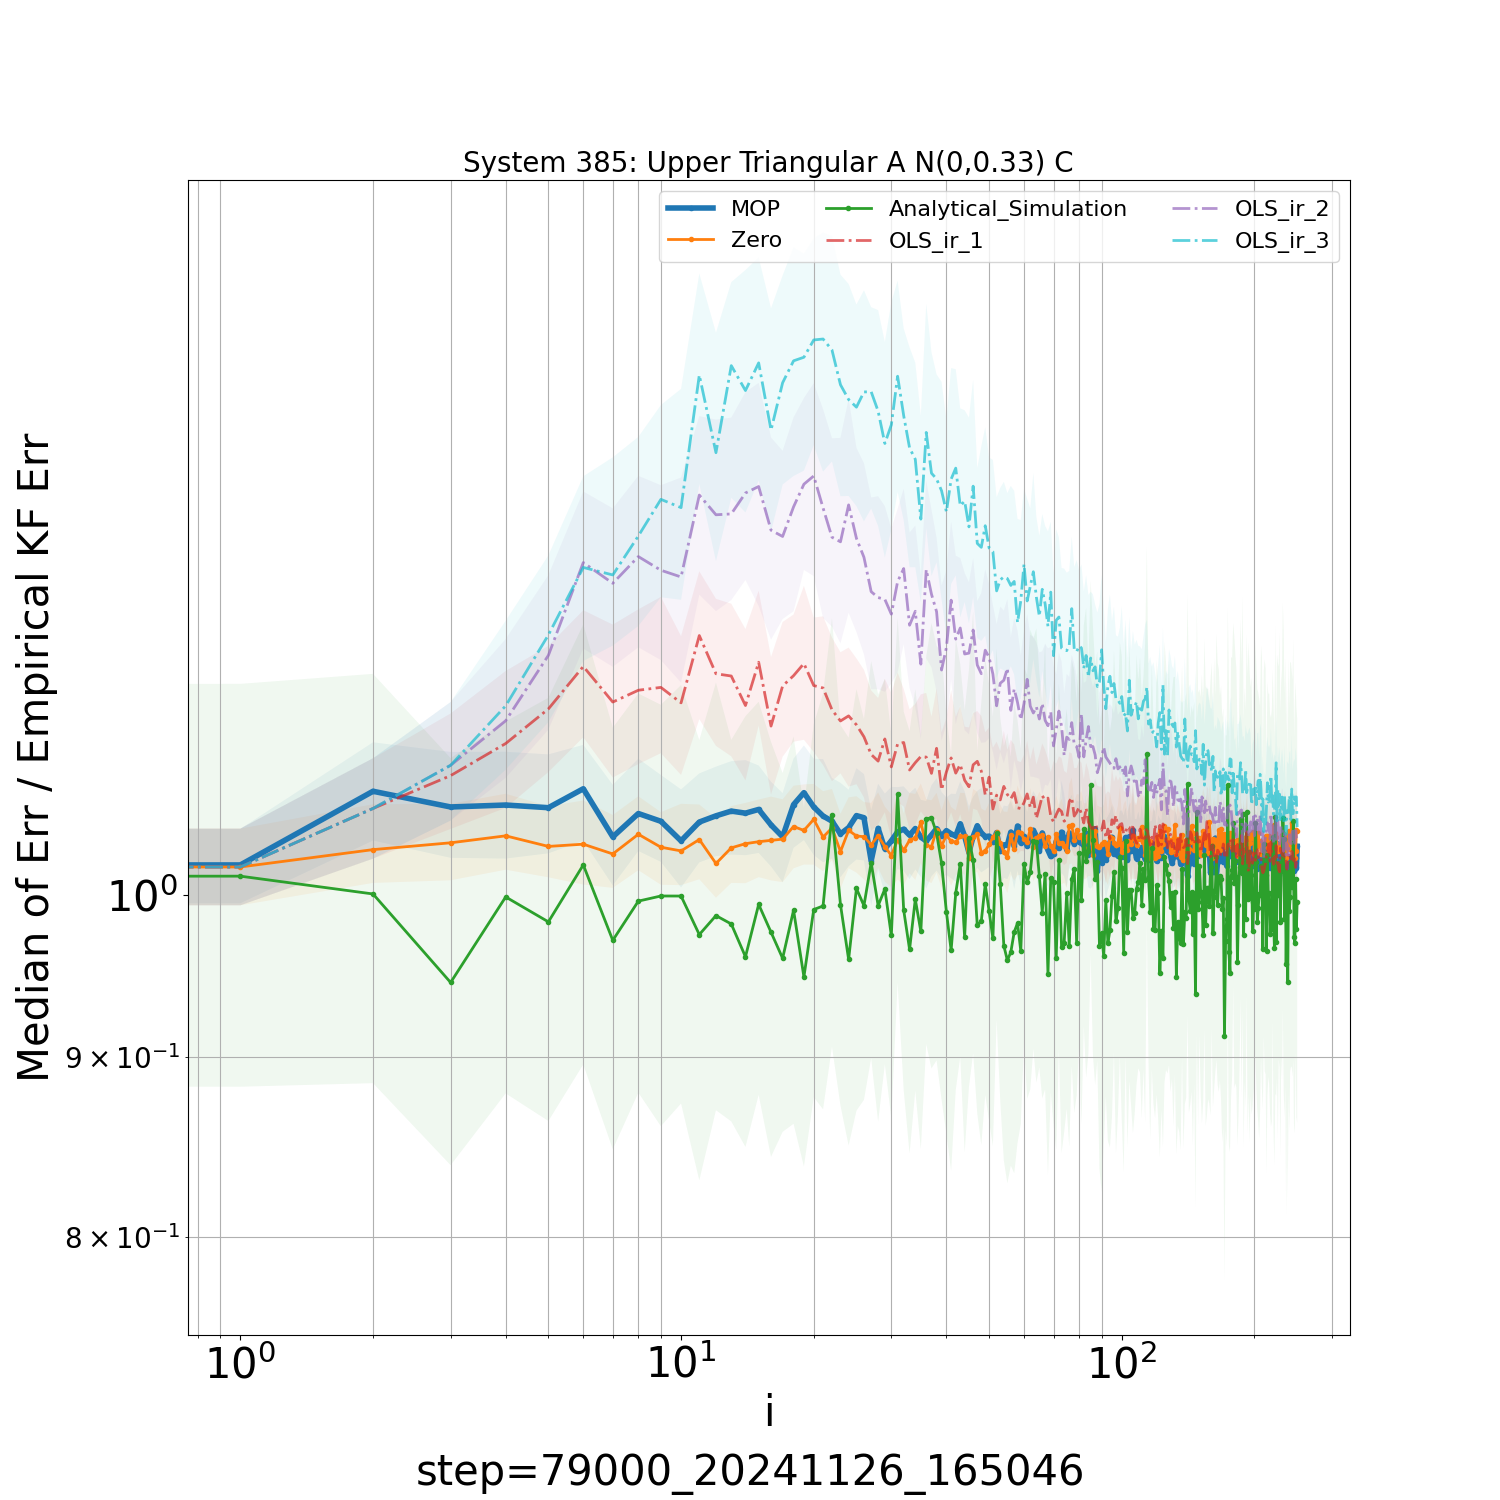 System 385: Upper Triangular A N(0,0.33) C
MOP
Zero
Analytical_Simulation
OLS_ir_1
OLS_ir_2
OLS_ir_3
Median of Err / Empirical KF Err
10⁰
9 × 10⁻¹
8 × 10⁻¹
10⁰ 10¹ 10²
i
step=79000_20241126_165046